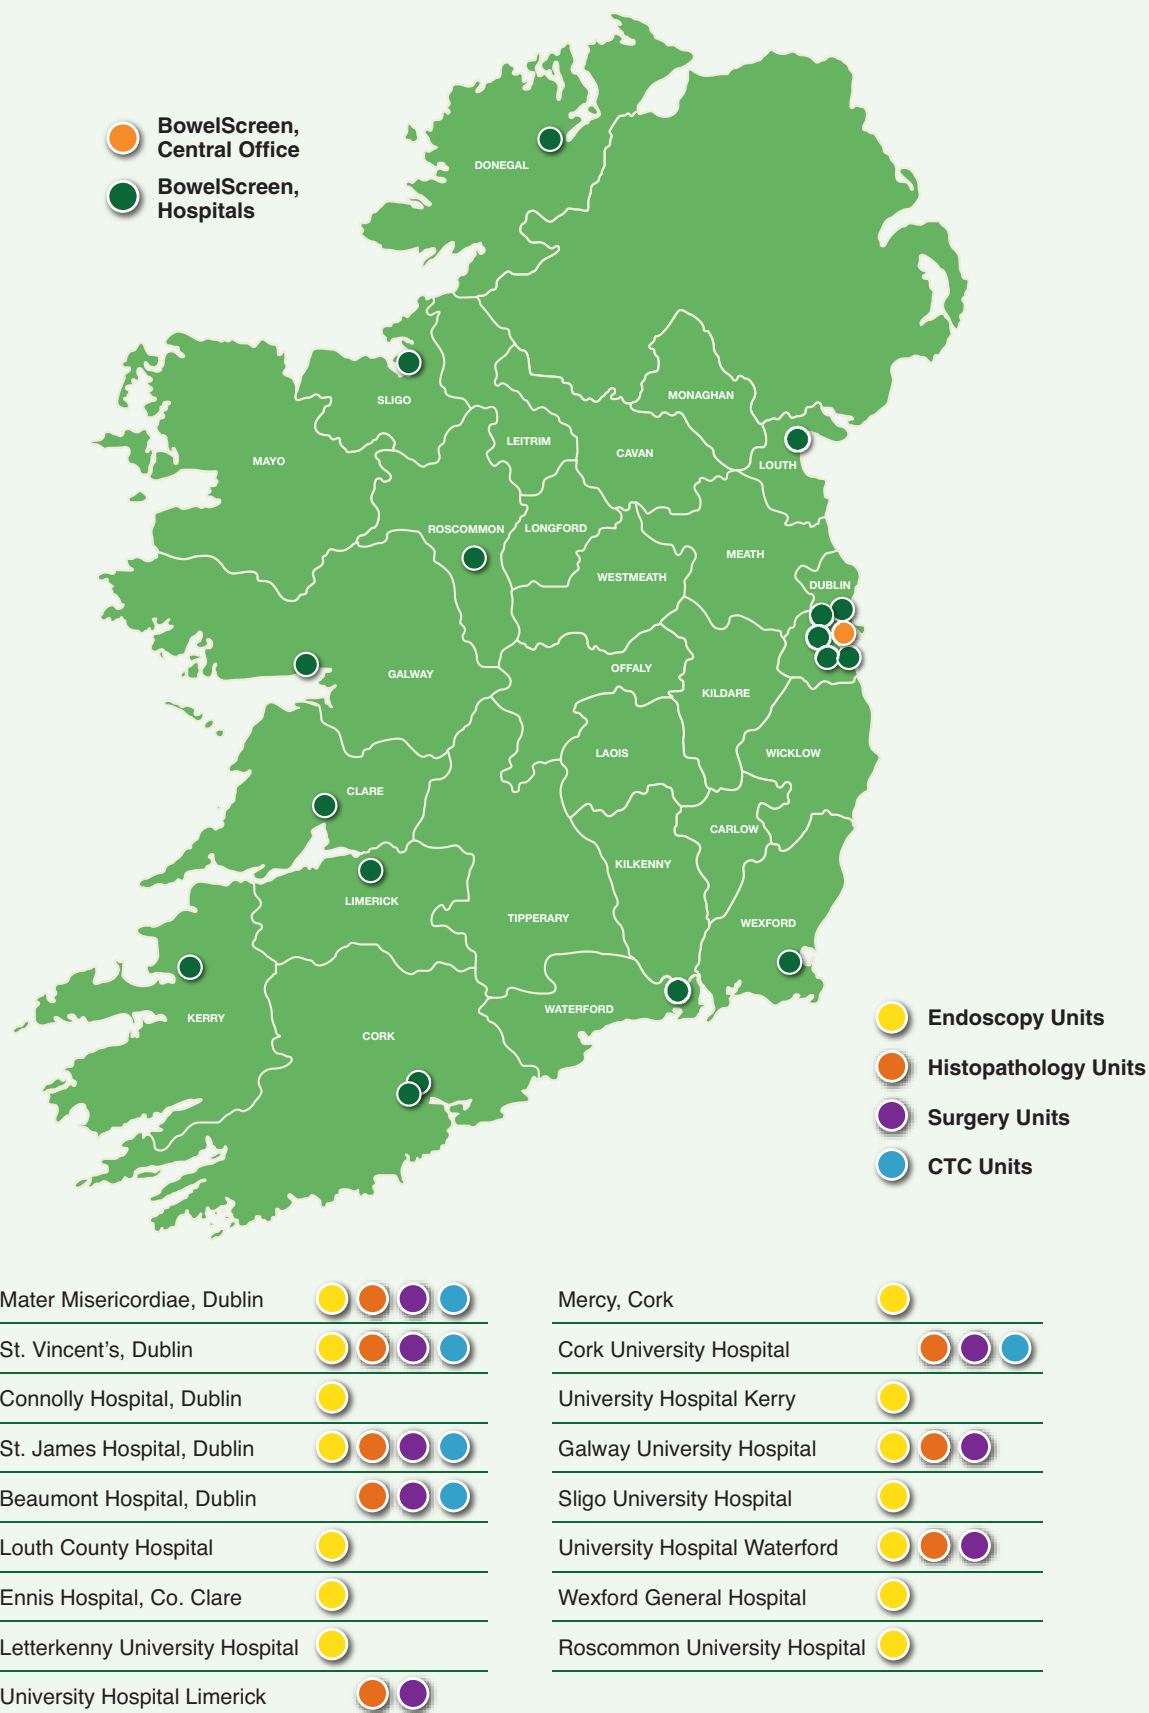 BowelScreen,
Central Office
BowelScreen,
Hospitals
DONEGAL
SLIGO
MONAGHAN
LEITRIM
CAVAN
LOUTH
MAYO
ROSCOMMON
LONGFORD
MEATH
WESTMEATH
DUBLIN
GALWAY
OFFALY
KILDARE
LAOIS
WICKLOW
CLARE
CARLOW
KILKENNY
LIMERICK
TIPPERARY
WEXFORD
WATERFORD
KERRY
CORK
Endoscopy Units
Histopathology Units
Surgery Units
CTC Units
Mater Misericordiae, Dublin
St. Vincent’s, Dublin
Connolly Hospital, Dublin
St. James Hospital, Dublin
Beaumont Hospital, Dublin
Louth County Hospital
Ennis Hospital, Co. Clare
Letterkenny University Hospital
University Hospital Limerick
Mercy, Cork
Cork University Hospital
University Hospital Kerry
Galway University Hospital
Sligo University Hospital
University Hospital Waterford
Wexford General Hospital
Roscommon University Hospital